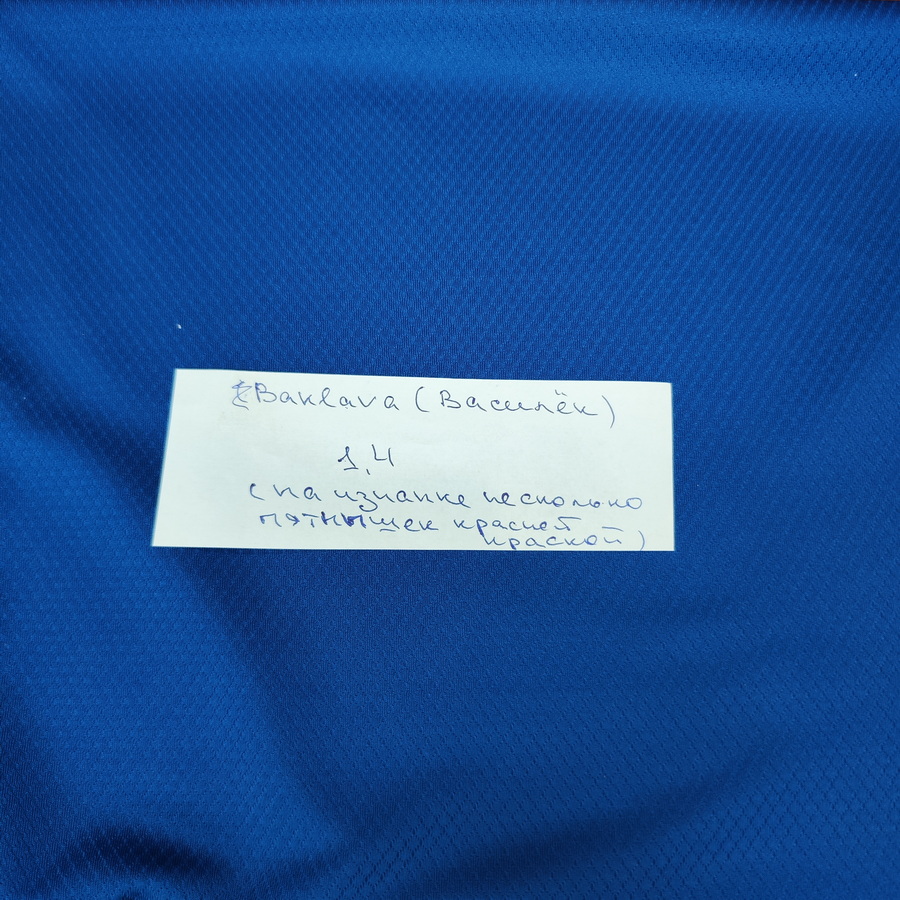 Baklava (Василёк)
1,4
(на изнанке несколько
пятнышек красной
краской)